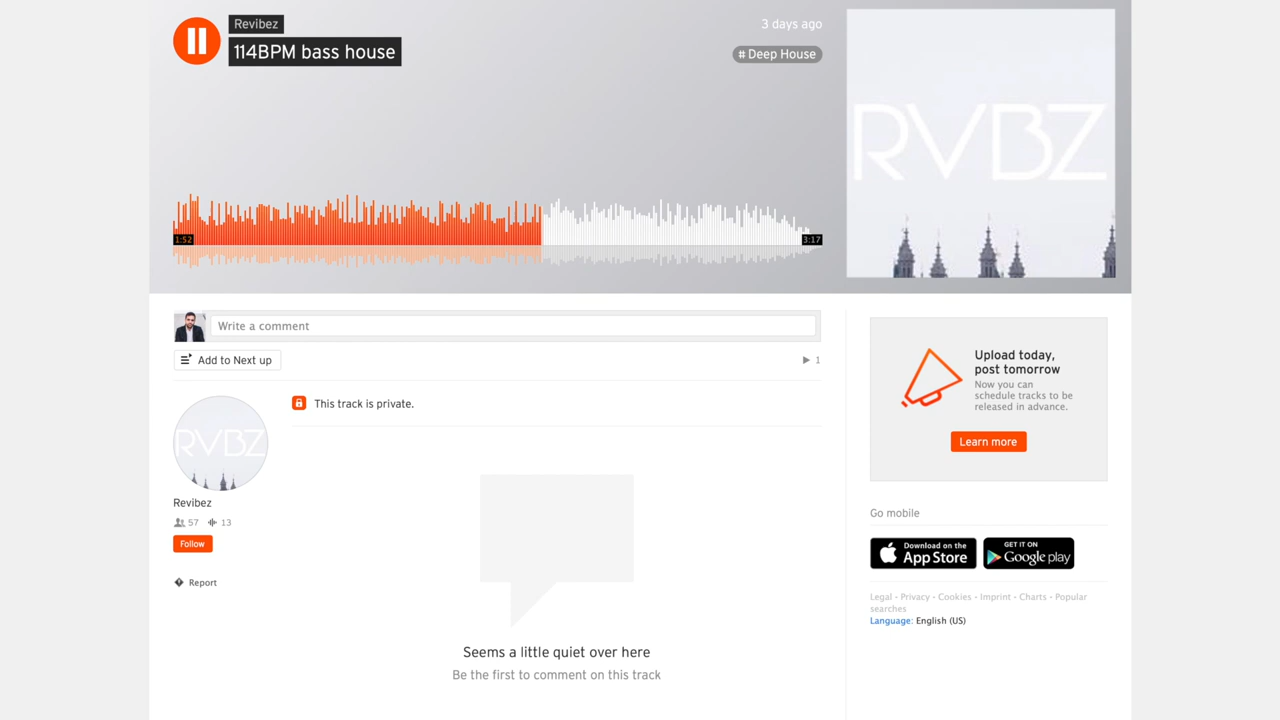 Revibez
114BPM bass house
3 days ago
# Deep House
RVBZ
1:52
3:17
Write a comment
Add to Next up
1
This track is private.
RVBZ
Revibez
57
13
Follow
Report
Seems a little quiet over here
Be the first to comment on this track
Upload today,
post tomorrow
Now you can
schedule tracks to be
released in advance.
Learn more
Go mobile
Download on the
App Store
GET IT ON
Google play
Legal - Privacy - Cookies - Imprint - Charts - Popular
searches
Language: English (US)